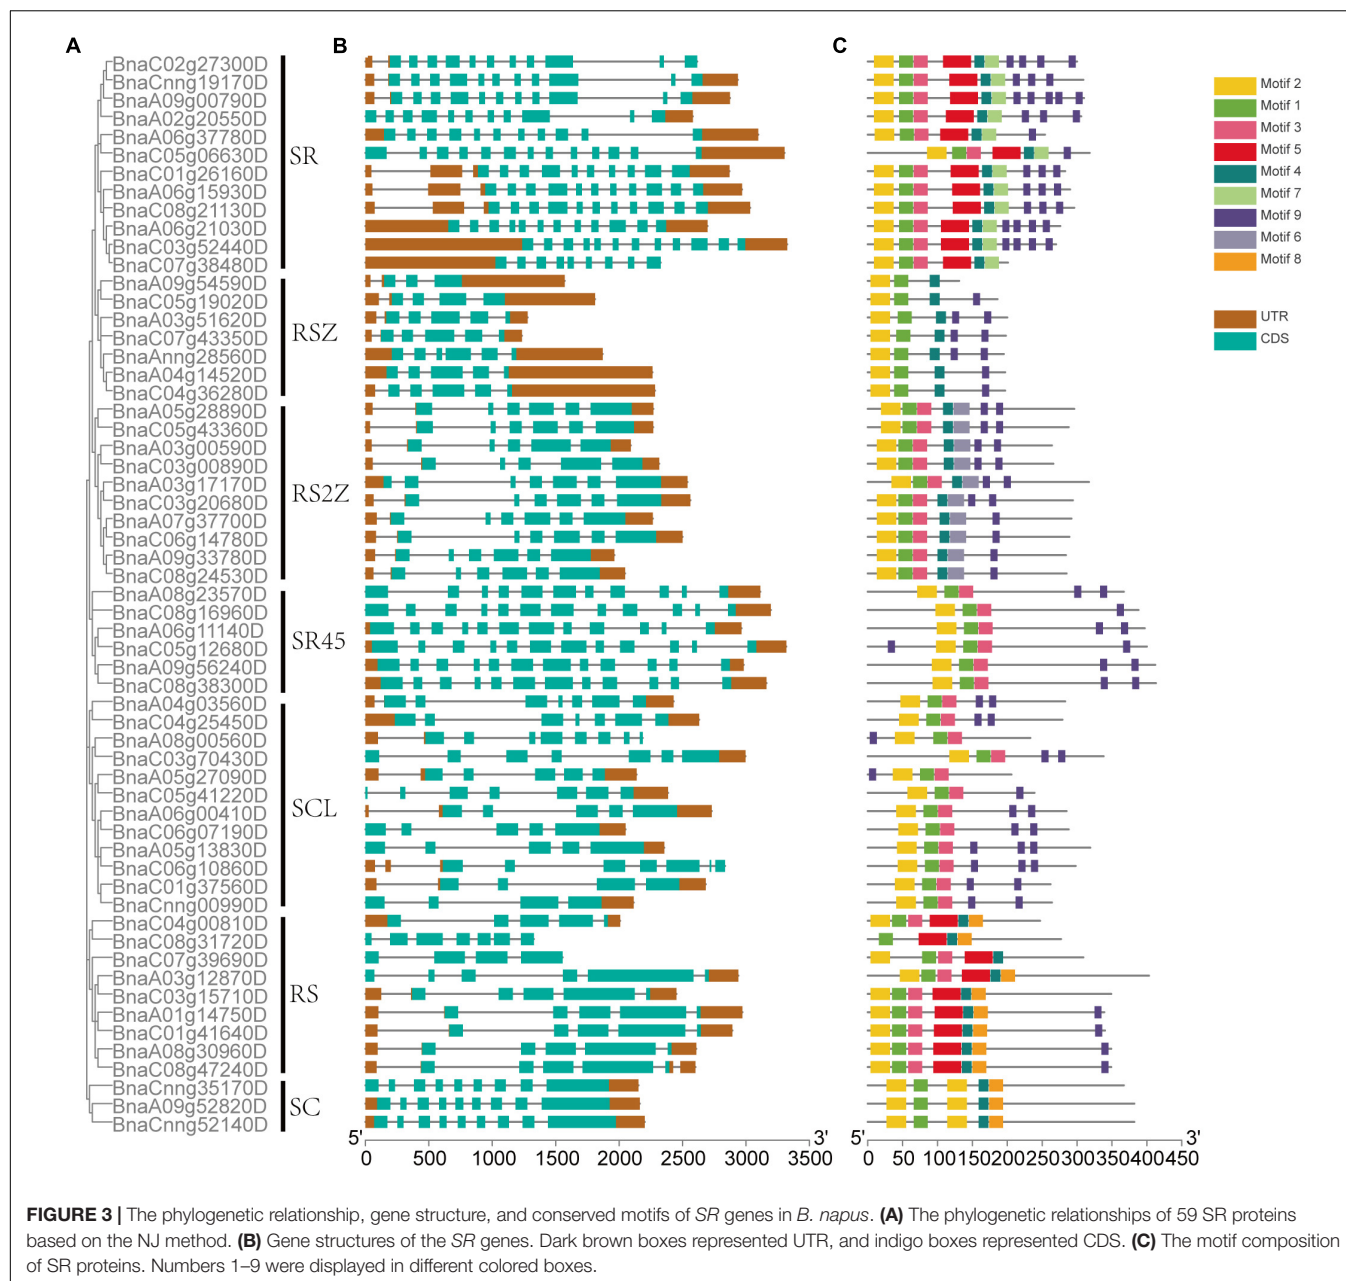 A
B
C
BnaC02g27300D
BnaCnng19170D
BnaA09g00790D
BnaA02g20550D
BnaA06g37780D
BnaC05g06630D
BnaC01g26160D
BnaA06g15930D
BnaC08g21130D
BnaA06g21030D
BnaC03g52440D
BnaC07g38480D
SR
BnaA09g54590D
BnaC05g19020D
BnaA03g51620D
BnaC07g43350D
BnaAnng28560D
BnaA04g14520D
BnaC04g36280D
RSZ
BnaA05g28890D
BnaC05g43360D
BnaA03g00590D
BnaC03g00890D
BnaA03g17170D
BnaC03g20680D
BnaA07g37700D
BnaC06g14780D
BnaA09g33780D
BnaC08g24530D
RS2Z
BnaA08g23570D
BnaC08g16960D
BnaA06g11140D
BnaC05g12680D
BnaA09g56240D
BnaC08g38300D
SR45
BnaA04g03560D
BnaC04g25450D
BnaA08g00560D
BnaC03g70430D
BnaA05g27090D
BnaC05g41220D
BnaA06g00410D
BnaC06g07190D
BnaA05g13830D
BnaC06g10860D
BnaC01g37560D
BnaCnng00990D
SCL
BnaC04g00810D
BnaC08g31720D
BnaC07g39690D
BnaA03g12870D
BnaC03g15710D
BnaA01g14750D
BnaC01g41640D
BnaA08g30960D
BnaC08g47240D
RS
BnaCnng35170D
BnaA09g52820D
BnaCnng52140D
SC
5' 3'
0 500 1000 1500 2000 2500 3000 3500
5' 3'
0 50 100 150 200 250 300 350 400 450
Motif 2
Motif 1
Motif 3
Motif 5
Motif 4
Motif 7
Motif 9
Motif 6
Motif 8
UTR
CDS
FIGURE 3 | The phylogenetic relationship, gene structure, and conserved motifs of SR genes in B. napus. (A) The phylogenetic relationships of 59 SR proteins
based on the NJ method. (B) Gene structures of the SR genes. Dark brown boxes represented UTR, and indigo boxes represented CDS. (C) The motif composition
of SR proteins. Numbers 1–9 were displayed in different colored boxes.